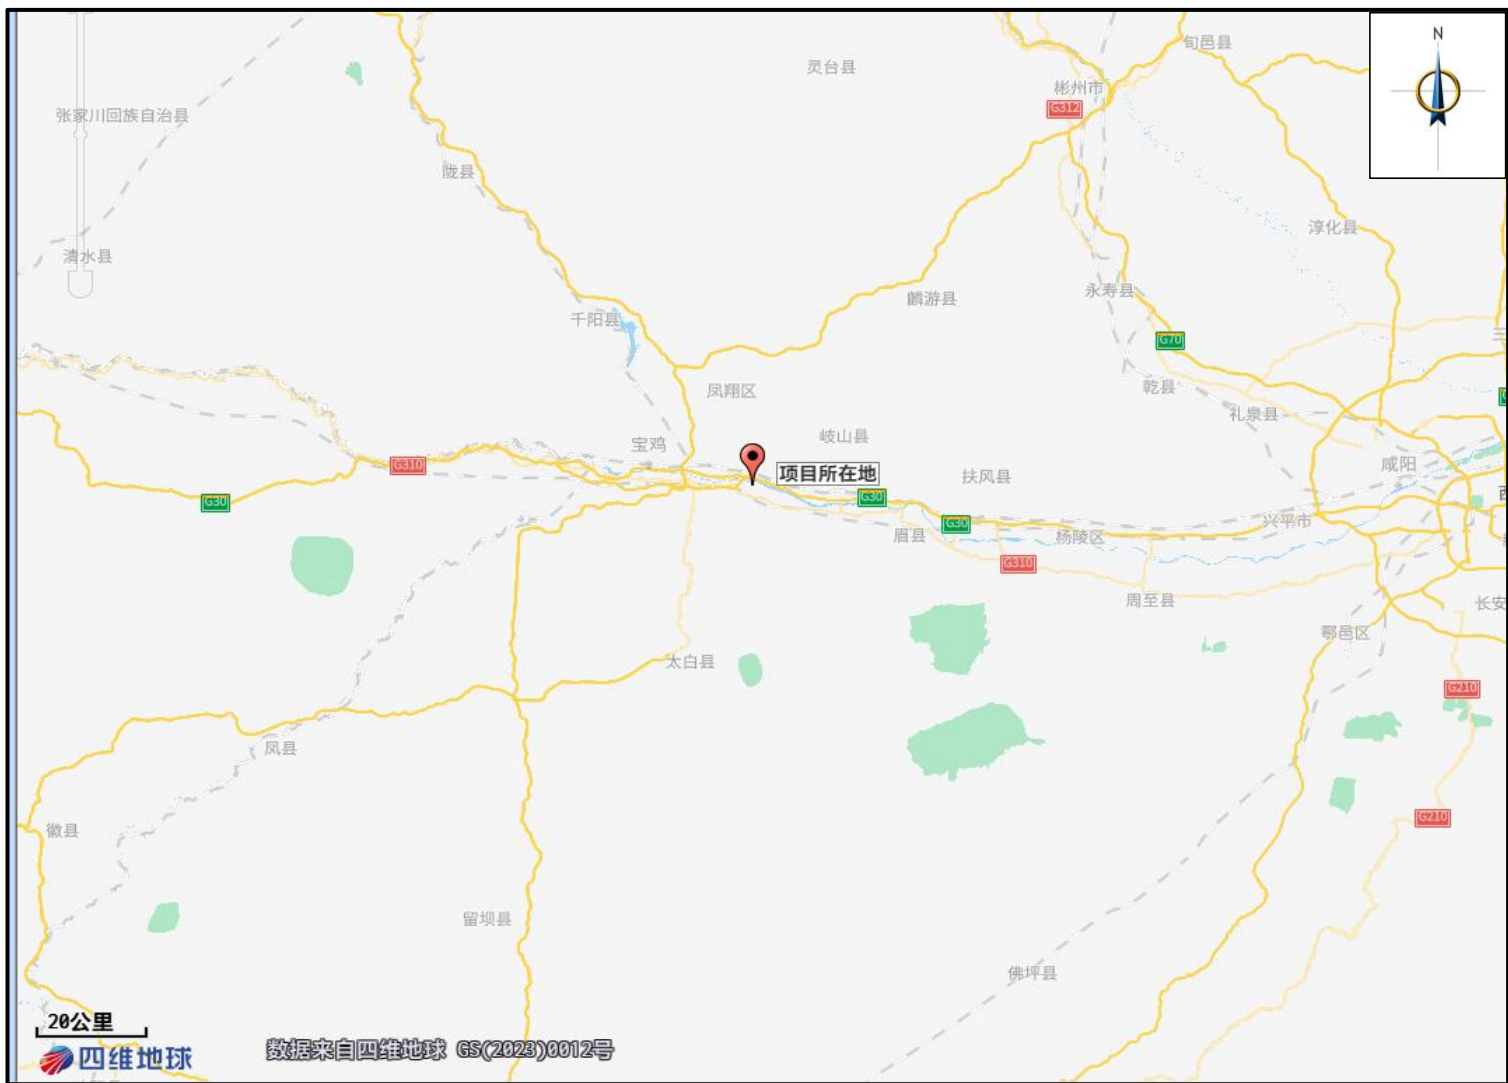 N
旬邑县
灵台县
彬州市
G312
张家川回族自治县
陇县
淳化县
清水县
麟游县
永寿县
千阳县
G70
凤翔区
乾县
礼泉县
宝鸡
岐山县
咸阳
G310
项目所在地
扶风县
G30
G30
G30
兴平市
眉县
杨陵区
G310
周至县
长安
鄠邑区
太白县
G210
凤县
G210
徽县
留坝县
佛坪县
20公里
四维地球
数据来自四维地球 GS(2023)0012号